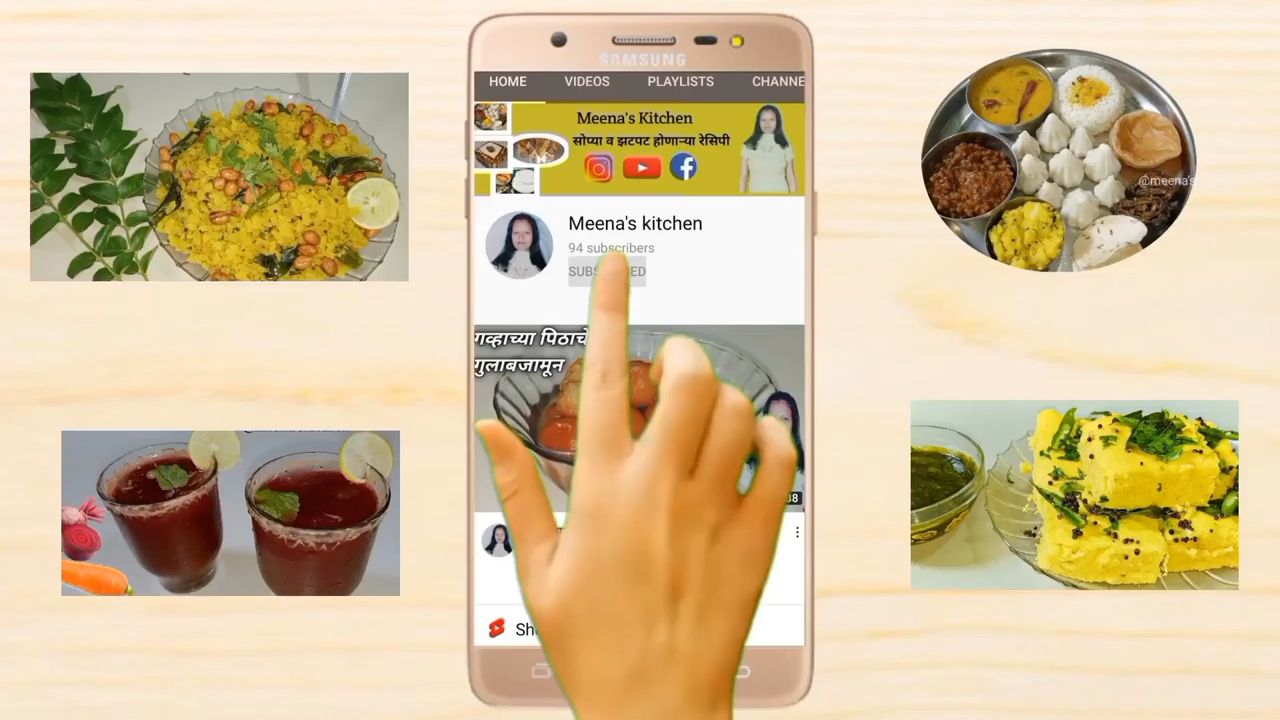 SAMSUNG
HOME VIDEOS PLAYLISTS CHANNE
Meena's Kitchen
सोप्या व झटपट होणाऱ्या रेसिपी
Meena's kitchen
94 subscribers
गव्हाच्या पिठाचे
गुलाबजामून
@meena's